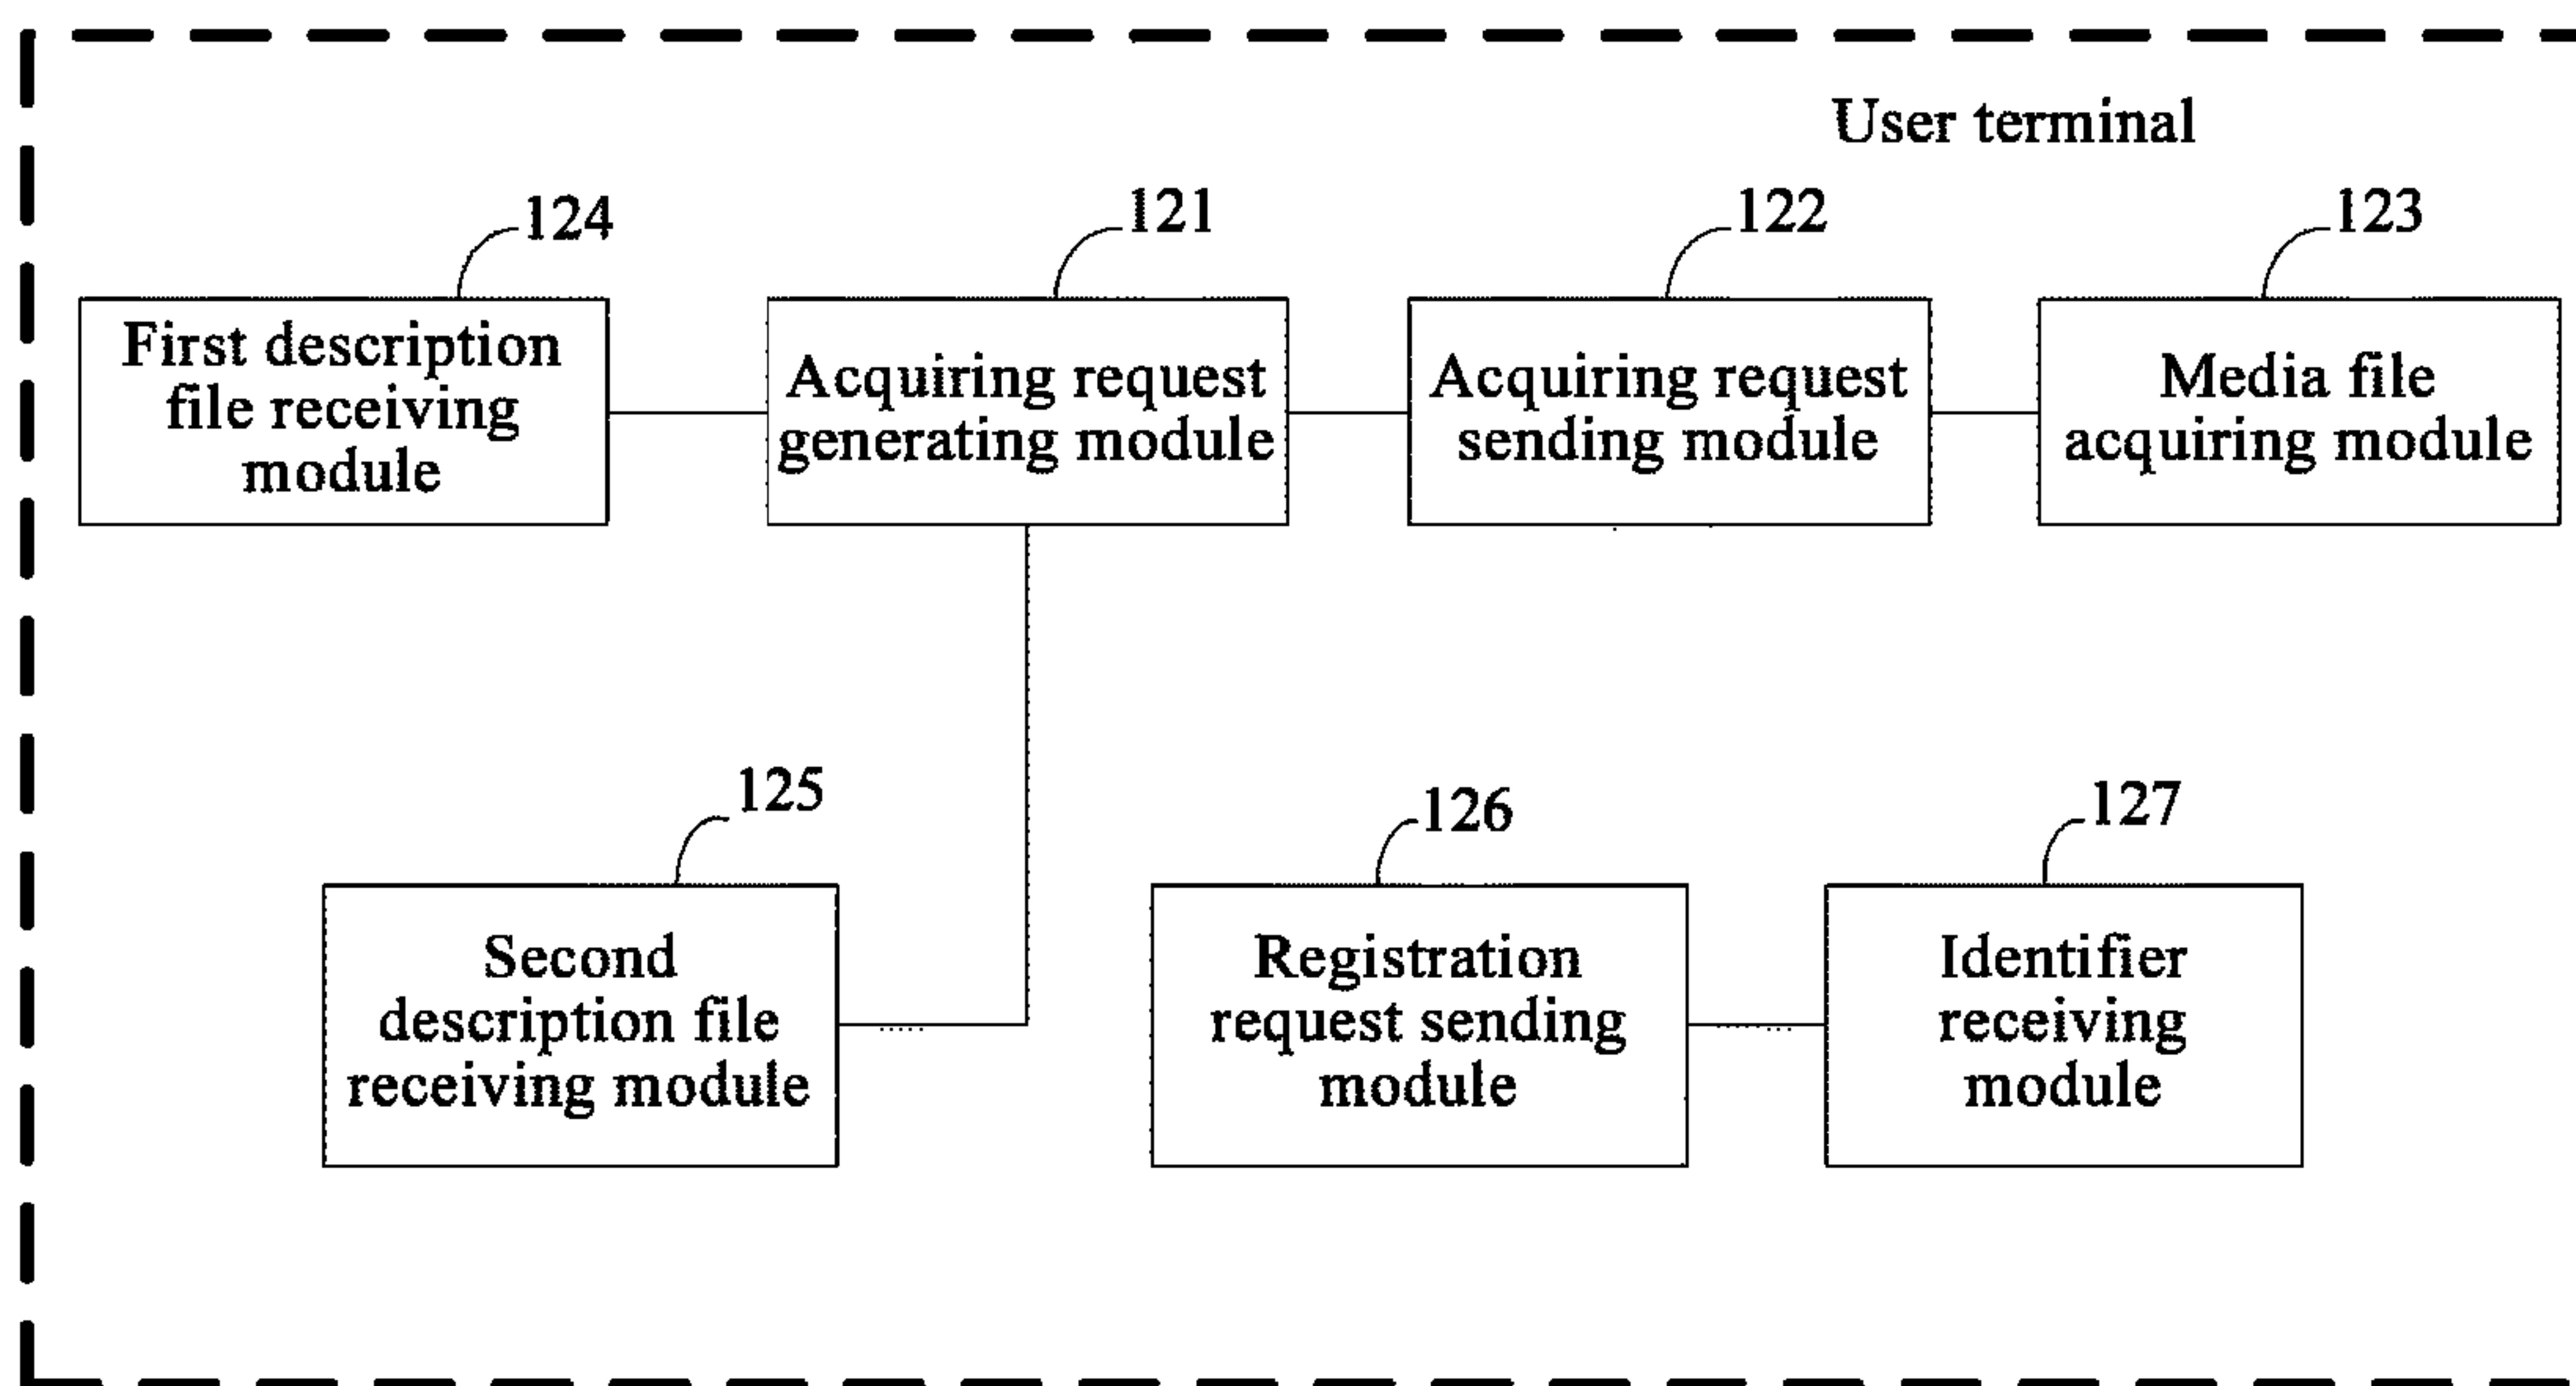 User terminal
124
121
122
123
First description
file receiving
module
Acquiring request
generating module
Acquiring request
sending module
Media file
acquiring module
125
126
127
Second
description file
receiving module
Registration
request sending
module
Identifier
receiving
module